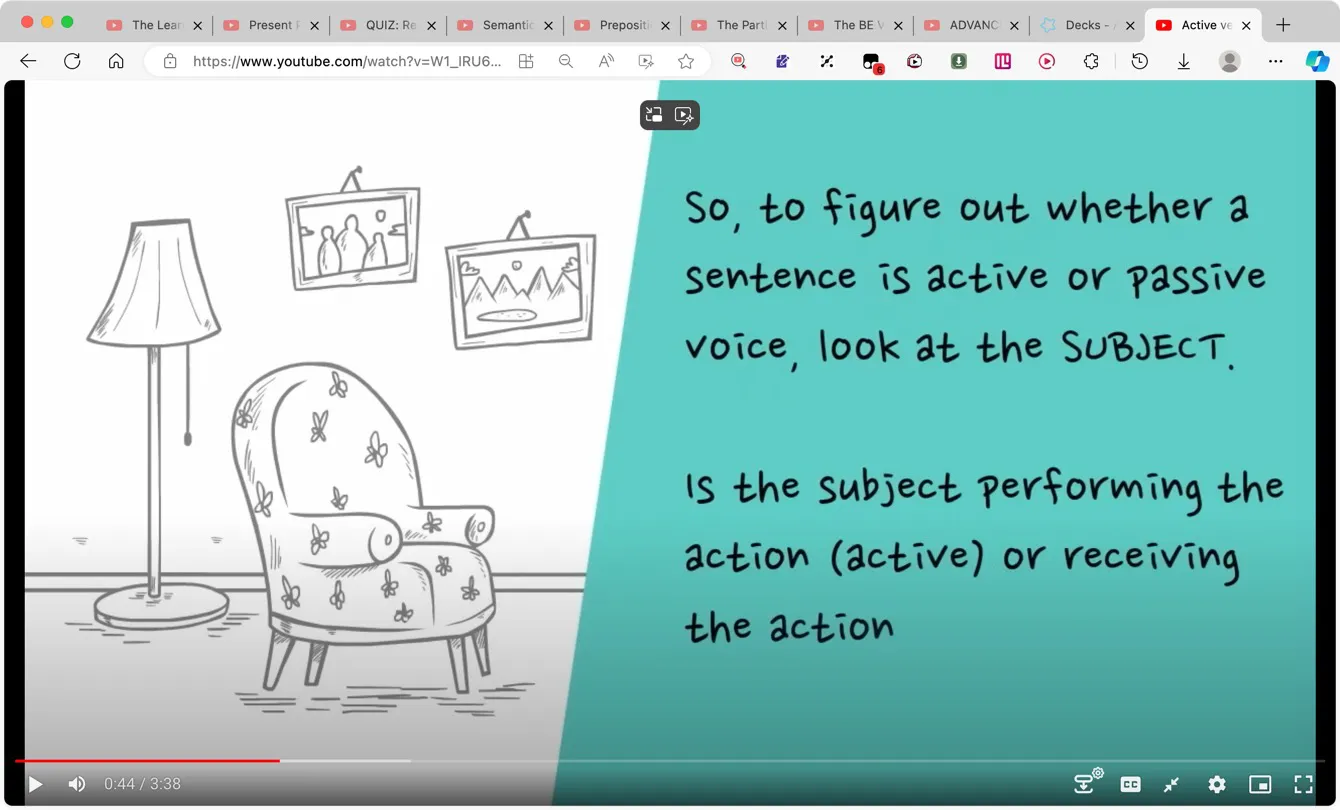 The Lear
Present
QUIZ: Re
Semantic
Preposit
The Parti
The BE V
ADVANC
Decks -
Active ve
https://www.youtube.com/watch?v=W1_IRU6...
6
So, to figure out whether a
sentence is active or passive
voice, look at the SUBJECT.
Is the subject performing the
action (active) or receiving
the action
0:44 / 3:38
CC